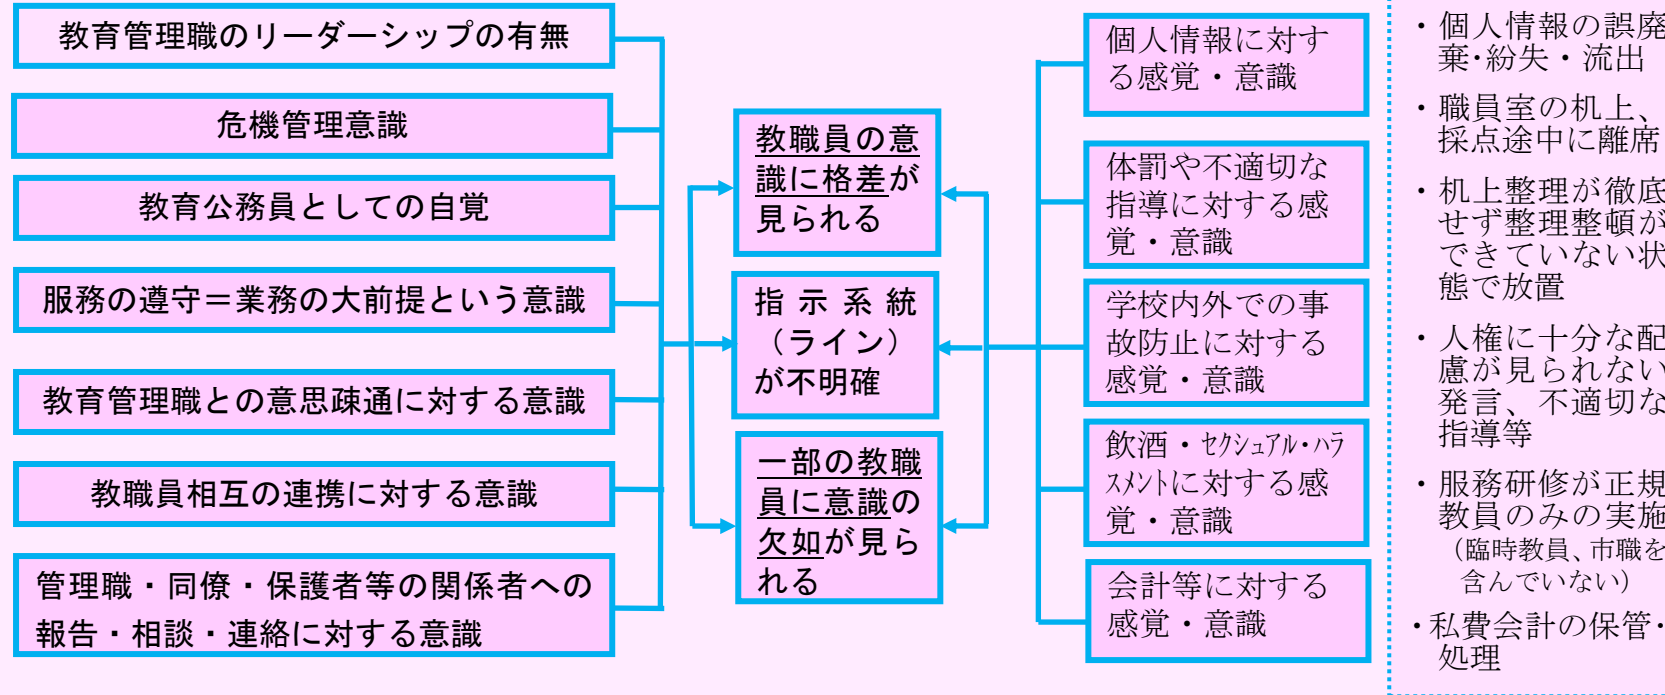 教育管理職のリーダーシップの有無
危機管理意識
教育公務員としての自覚
服務の遵守＝業務の大前提という意識
教育管理職との意思疎通に対する意識
教職員相互の連携に対する意識
管理職・同僚・保護者等の関係者への
報告・相談・連絡に対する意識
教職員の意
識に格差が
見られる
指示系統
（ライン）
が不明確
一部の教職
員に意識の
欠如が見ら
れる
個人情報に対す
る感覚・意識
体罰や不適切な
指導に対する感
覚・意識
学校内外での事
故防止に対する
感覚・意識
飲酒・ｾｸｼｭｱﾙ･ﾊﾗ
ｽﾒﾝﾄに対する感
覚・意識
会計等に対する
感覚・意識
・個人情報の誤廃
棄・紛失・流出
・職員室の机上、
採点途中に離席
・机上整理が徹底
せず整理整頓が
できていない状
態で放置
・人権に十分な配
慮が見られない
発言、不適切な
指導等
・服務研修が正規
教員のみの実施
（臨時教員、市職を
含んでいない）
・私費会計の保管・
処理